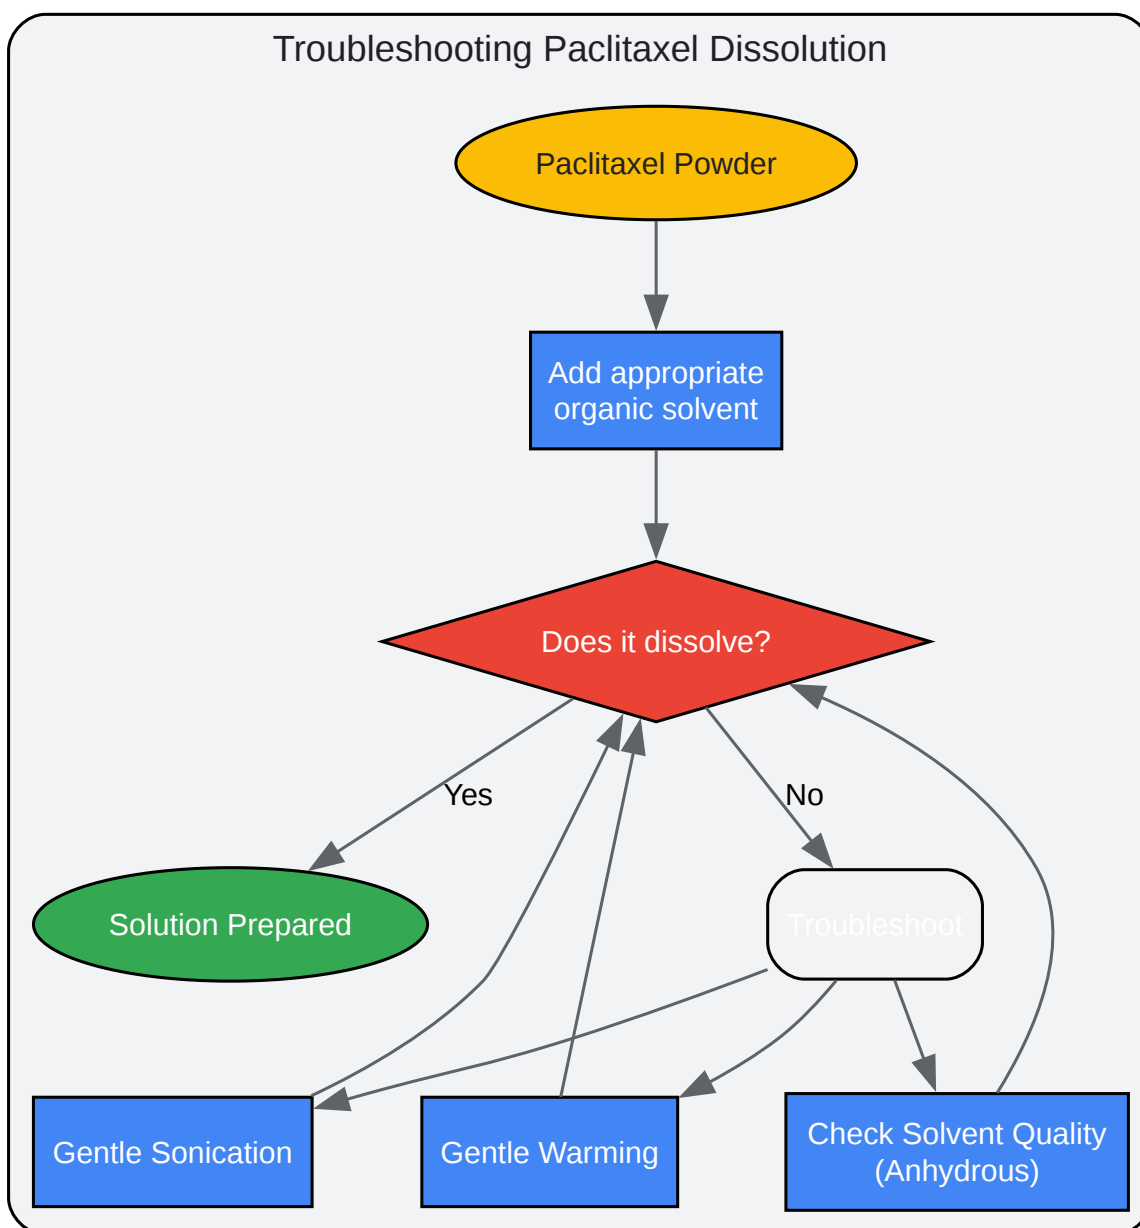 Troubleshooting Paclitaxel Dissolution
Paclitaxel Powder
Add appropriate
organic solvent
Does it dissolve?
Yes
No
Solution Prepared
Troubleshoot
Gentle Sonication
Gentle Warming
Check Solvent Quality
(Anhydrous)